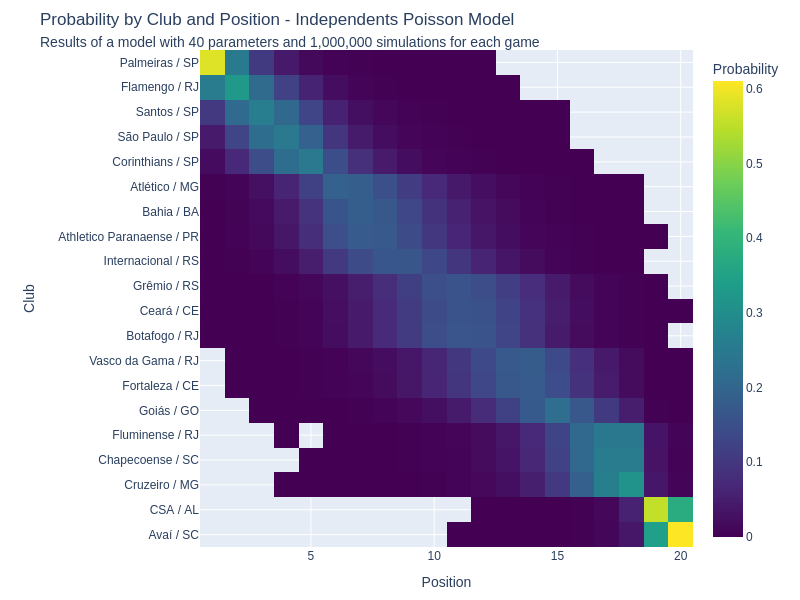 Probability by Club and Position - Independents Poisson Model
Results of a model with 40 parameters and 1,000,000 simulations for each game
Palmeiras / SP
Flamengo / RJ
Santos / SP
São Paulo / SP
Corinthians / SP
Atlético / MG
Bahia / BA
Athletico Paranaense / PR
Internacional / RS
Grêmio / RS
Ceará / CE
Botafogo / RJ
Vasco da Gama / RJ
Fortaleza / CE
Goiás / GO
Fluminense / RJ
Chapecoense / SC
Cruzeiro / MG
CSA / AL
Avaí / SC
Club
5
10
15
20
Position
Probability
0.6
0.5
0.4
0.3
0.2
0.1
0